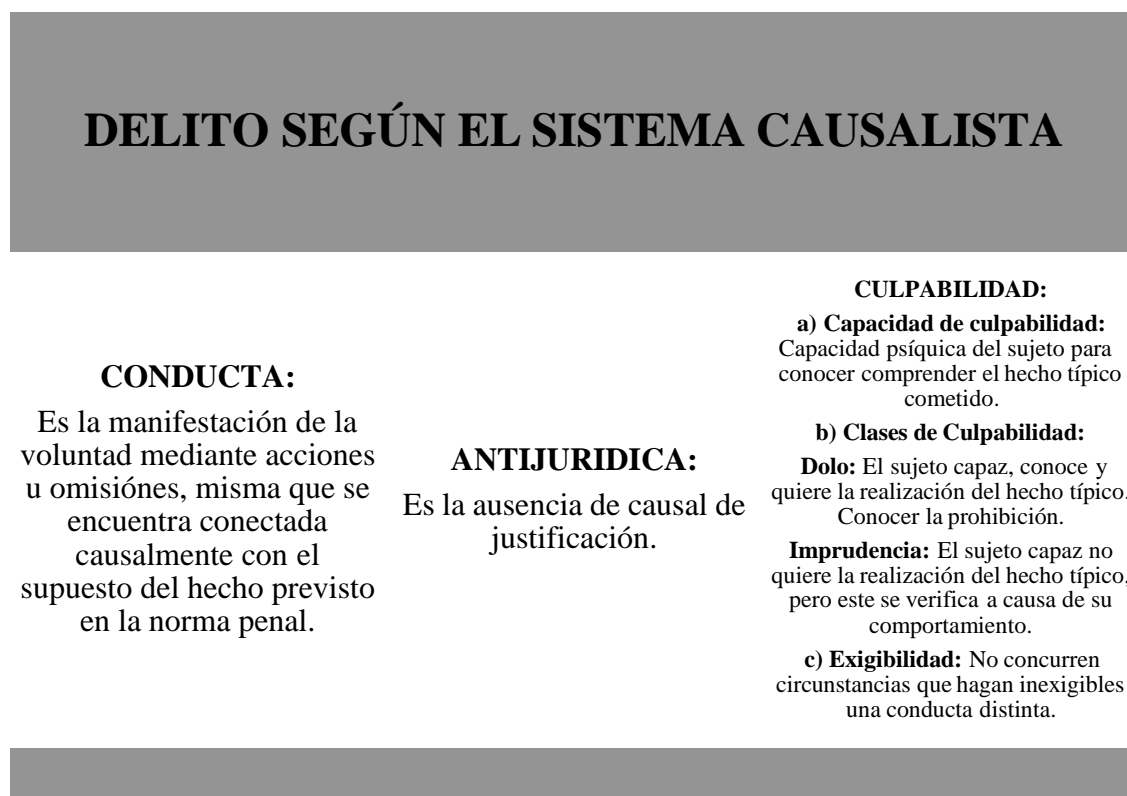 DELITO SEGÚN EL SISTEMA CAUSALISTA
CONDUCTA:
Es la manifestación de la
voluntad mediante acciones
u omisiónes, misma que se
encuentra conectada
causalmente con el
supuesto del hecho previsto
en la norma penal.
ANTIJURIDICA:
Es la ausencia de causal de
justificación.
CULPABILIDAD:
a) Capacidad de culpabilidad:
Capacidad psíquica del sujeto para
conocer comprender el hecho típico
cometido.
b) Clases de Culpabilidad:
Dolo: El sujeto capaz, conoce y
quiere la realización del hecho típico.
Conocer la prohibición.
Imprudencia: El sujeto capaz no
quiere la realización del hecho típico,
pero este se verifica a causa de su
comportamiento.
c) Exigibilidad: No concurren
circunstancias que hagan inexigibles
una conducta distinta.